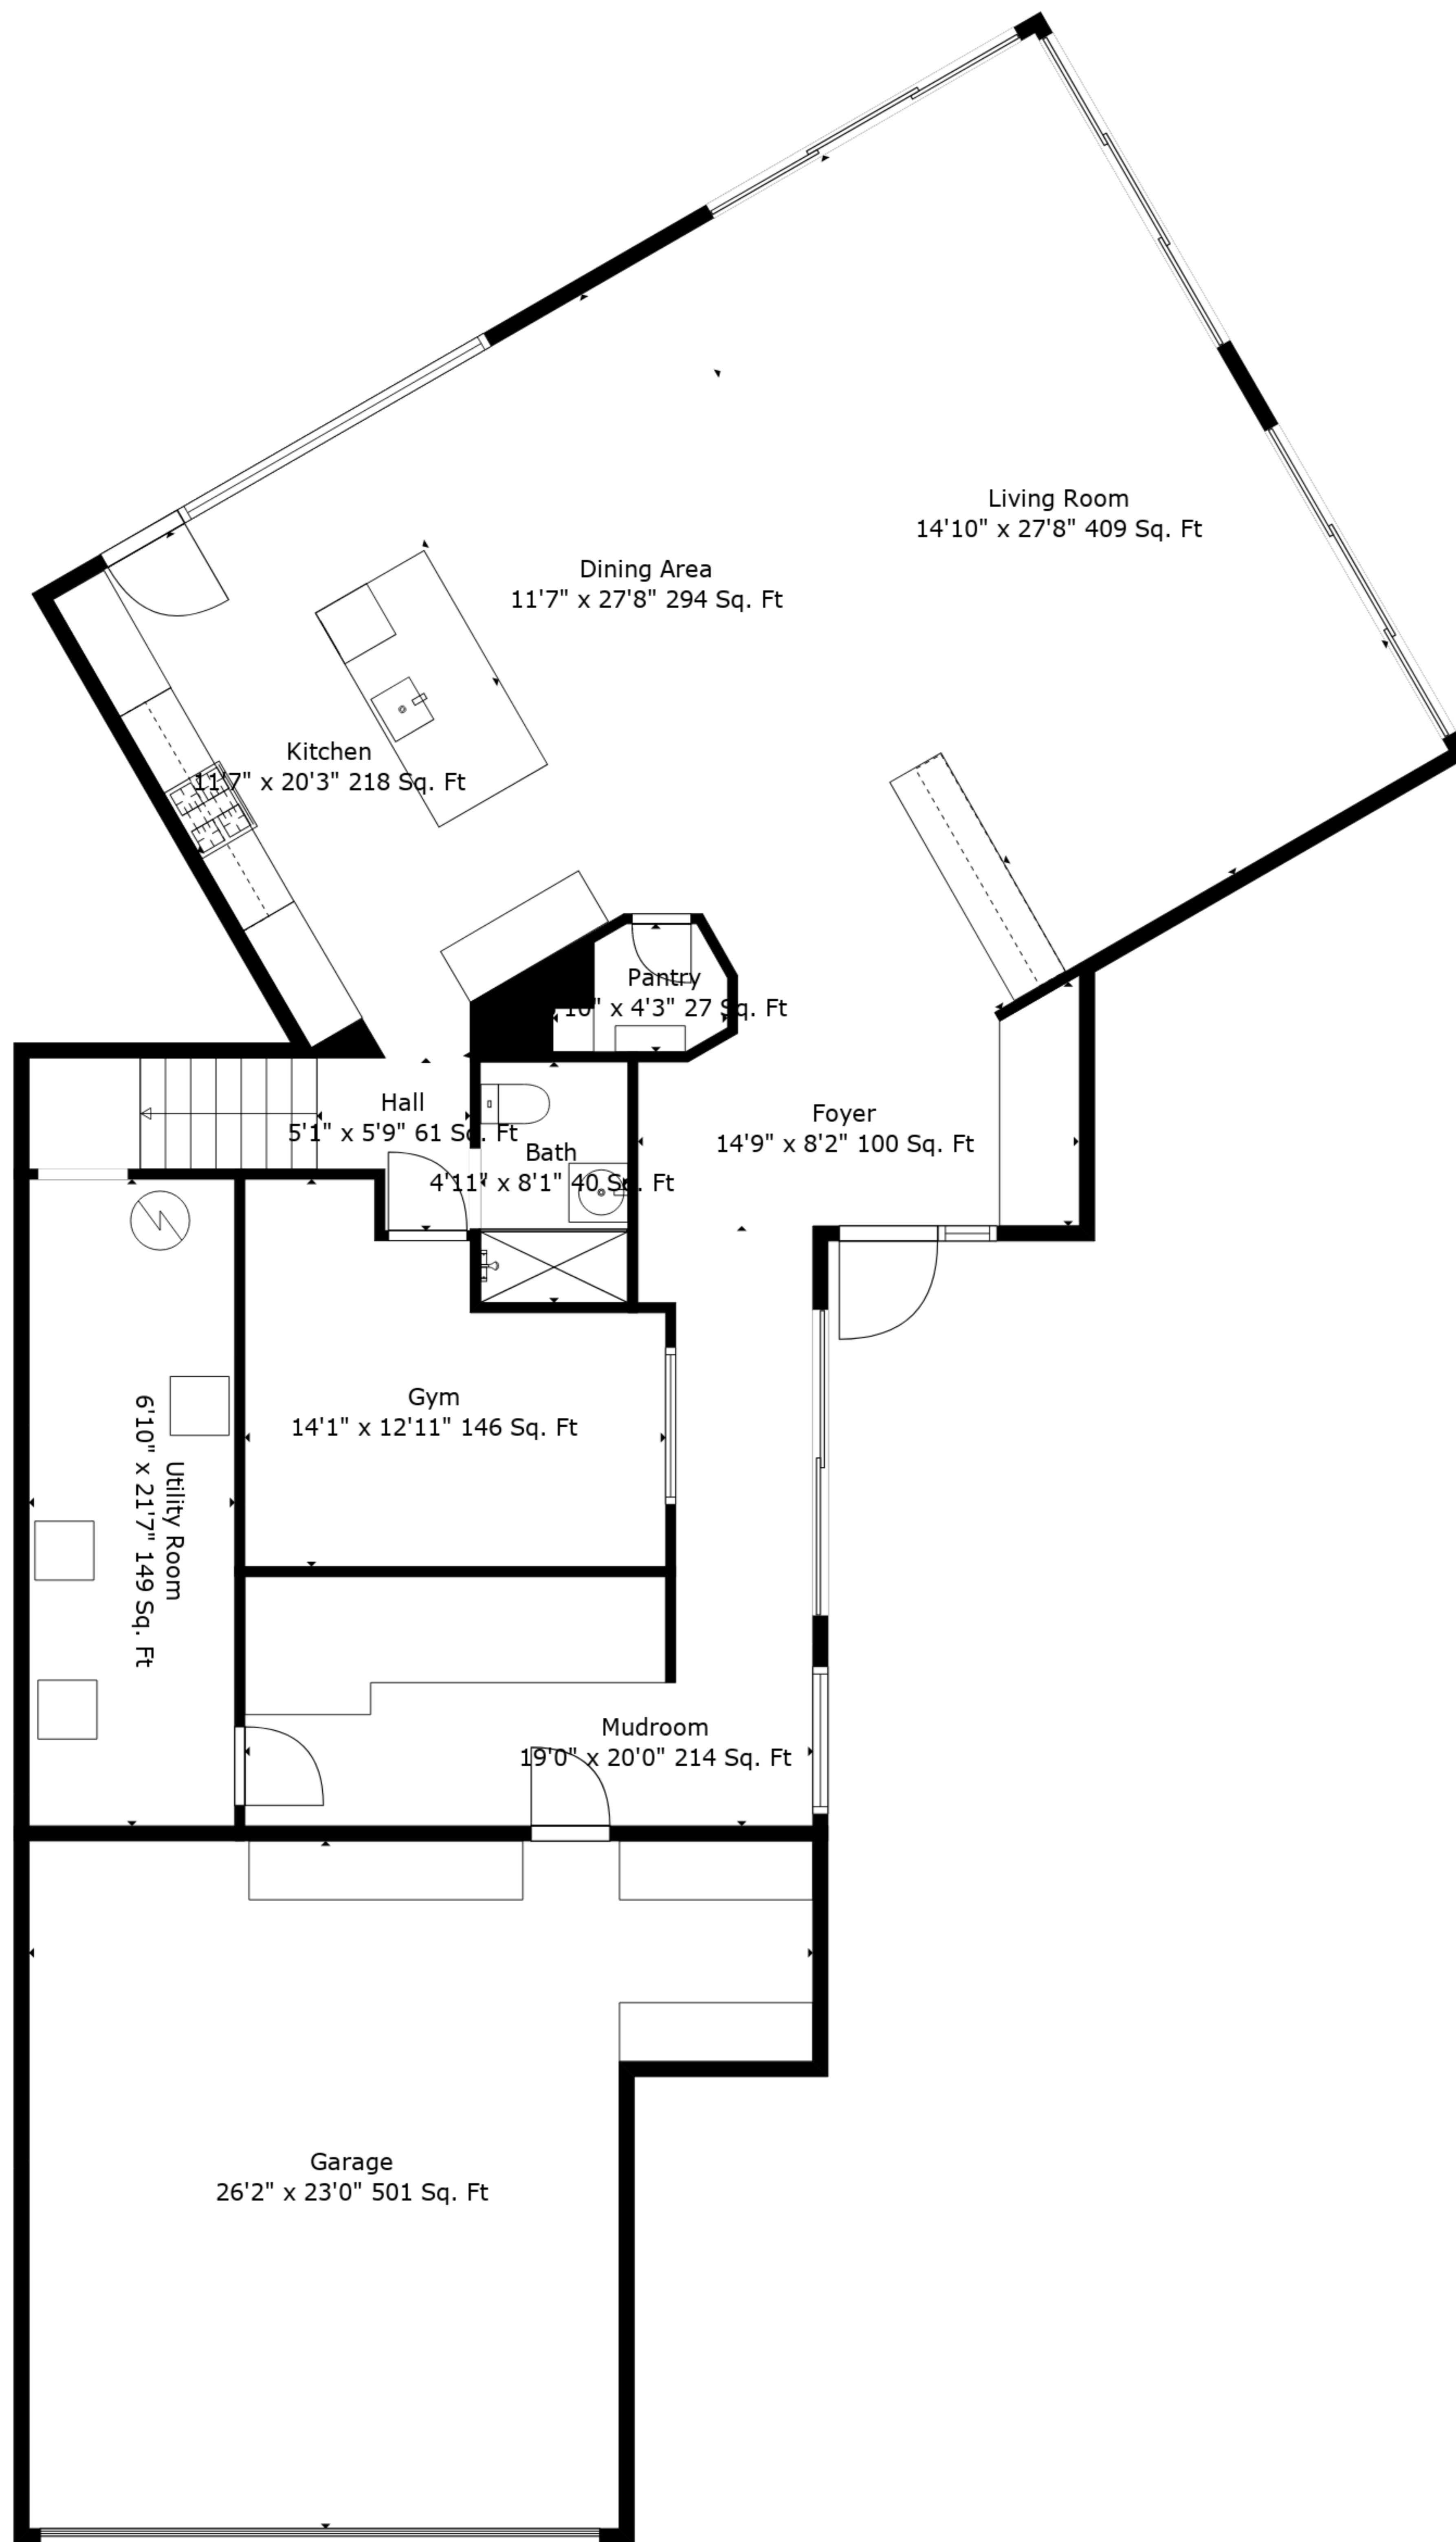 Living Room
14'10" x 27'8" 409 Sq. Ft
Dining Area
11'7" x 27'8" 294 Sq. Ft
Kitchen
11'7" x 20'3" 218 Sq. Ft
Pantry
10" x 4'3" 27 Sq. Ft
Hall
5'1" x 5'9" 61 Sq. Ft
Foyer
14'9" x 8'2" 100 Sq. Ft
Bath
4'11" x 8'1" 40 Sq. Ft
Gym
14'1" x 12'11" 146 Sq. Ft
Utility Room
6'10" x 21'7" 149 Sq. Ft
Mudroom
19'0" x 20'0" 214 Sq. Ft
Garage
26'2" x 23'0" 501 Sq. Ft